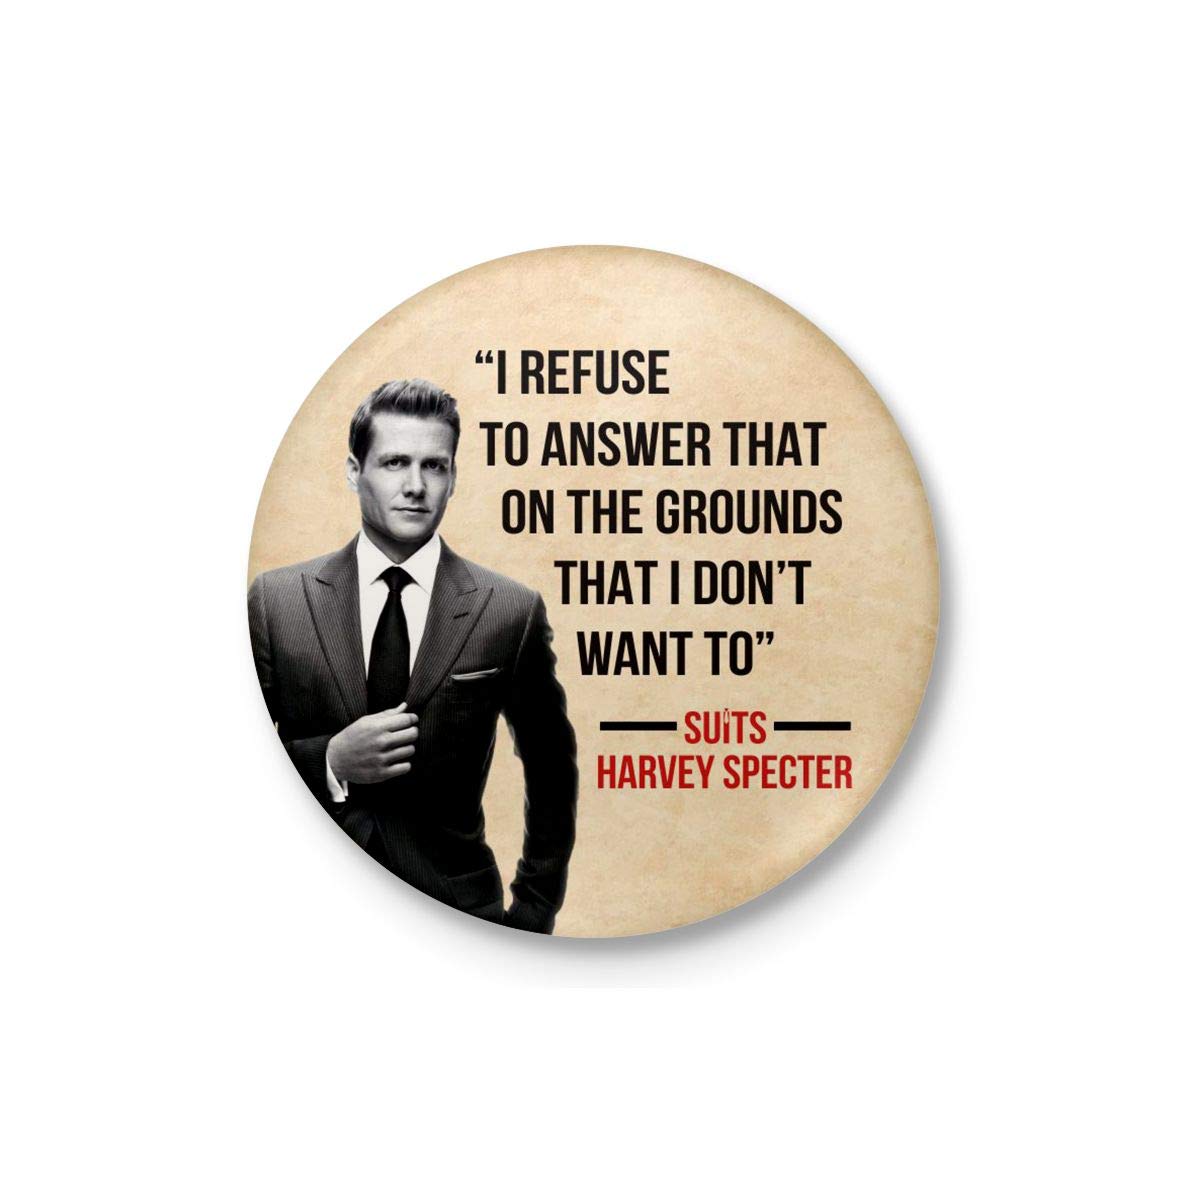 “I REFUSE
TO ANSWER THAT
ON THE GROUNDS
THAT I DON’T
WANT TO”
SUITS
HARVEY SPECTER